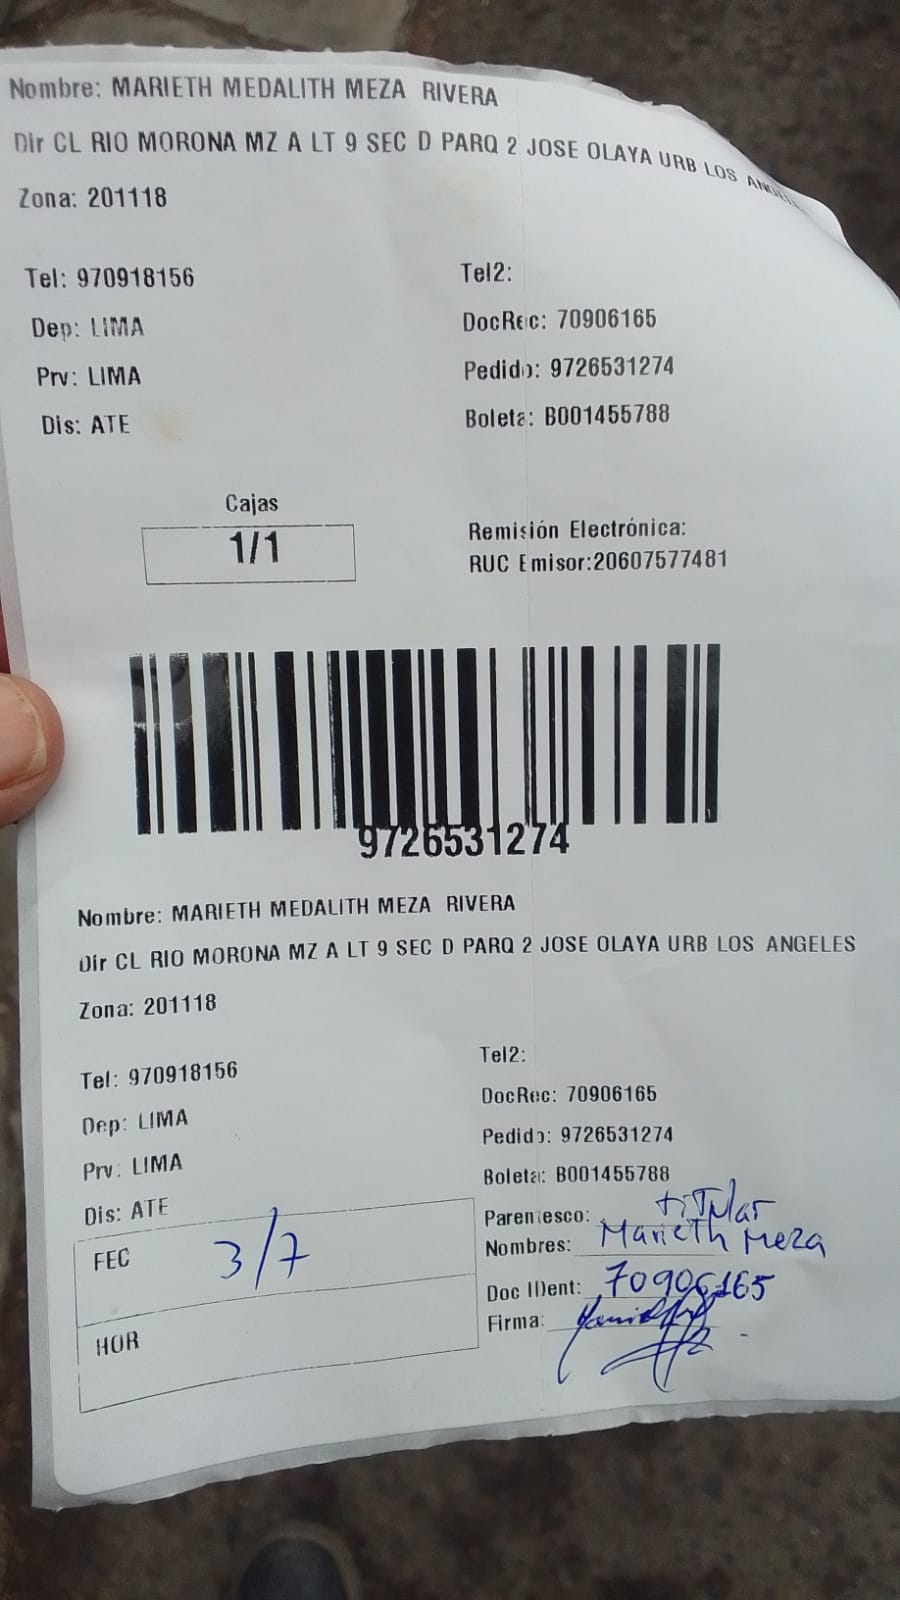 Nombre: MARIETH MEDALITH MEZA RIVERA
Dir CL RIO MORONA MZ A LT 9 SEC D PARQ 2 JOSE OLAYA URB LOS ANGELES
Zona: 201118
Tel: 970918156
Tel2:
Dep: LIMA
DocRec: 70906165
Prv: LIMA
Pedido: 9726531274
Dis: ATE
Boleta: B001455788
Cajas
1/1
Remisión Electrónica:
RUC Emisor:20607577481
9726531274
Nombre: MARIETH MEDALITH MEZA RIVERA
Dir CL RIO MORONA MZ A LT 9 SEC D PARQ 2 JOSE OLAYA URB LOS ANGELES
Zona: 201118
Tel: 970918156
Tel2:
Dep: LIMA
DocRec: 70906165
Prv: LIMA
Pedido: 9726531274
Dis: ATE
Boleta: B001455788
FEC 3/7
HOR
Parentesco: titular
Nombres: Marieth Meza
Doc Ident: 70906165
Firma: